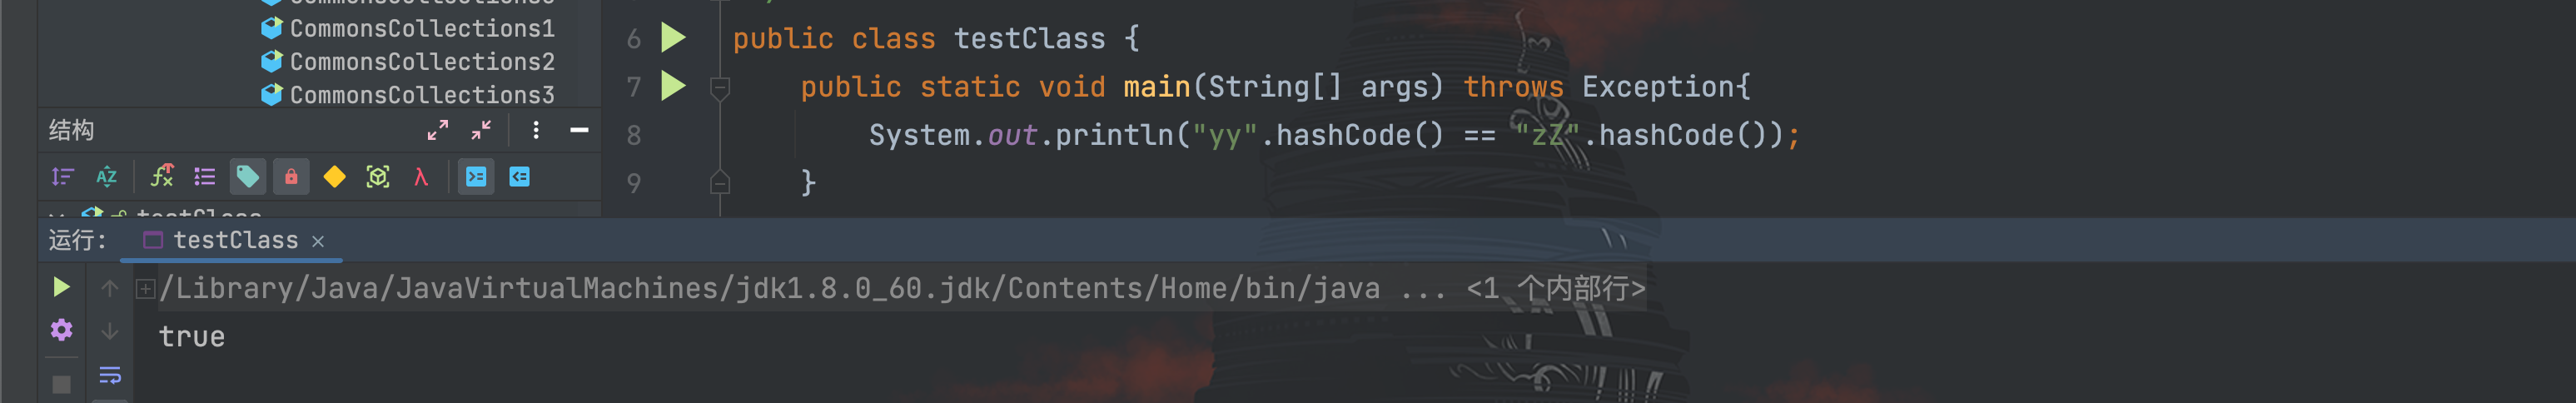 CommonsCollections1
CommonsCollections2
CommonsCollections3
结构
AZ
6 public class testClass {
7 public static void main(String[] args) throws Exception{
8 System.out.println("yy".hashCode() == "zZ".hashCode());
9 }
testClass
运行: testClass ×
/Library/Java/JavaVirtualMachines/jdk1.8.0_60.jdk/Contents/Home/bin/java ... <1 个内部行>
true